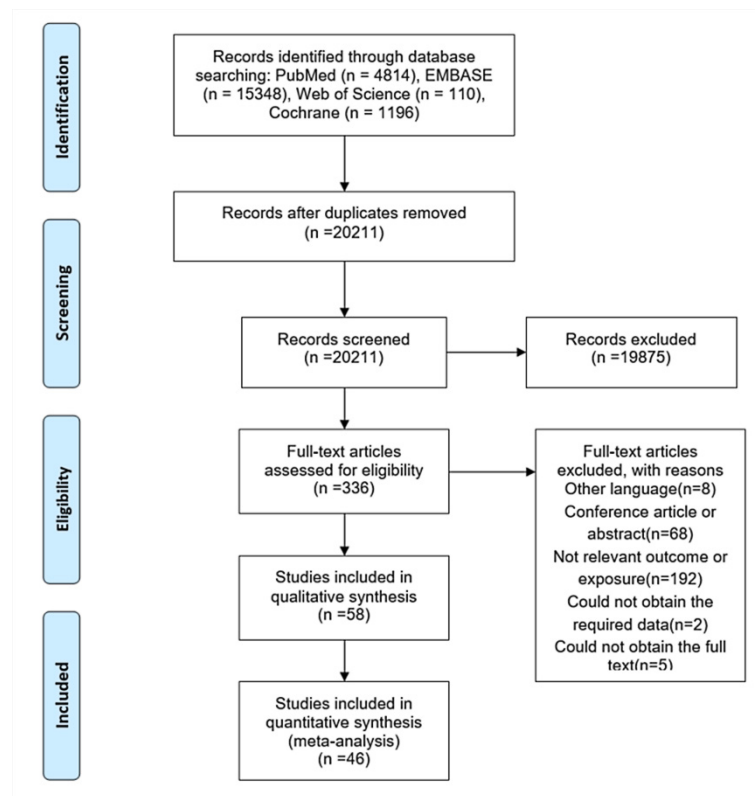 Identification
Records identified through database
searching: PubMed (n = 4814), EMBASE
(n = 15348), Web of Science (n = 110),
Cochrane (n = 1196)
Records after duplicates removed
(n =20211)
Screening
Records screened
(n =20211)
Records excluded
(n =19875)
Eligibility
Full-text articles
assessed for eligibility
(n =336)
Full-text articles
excluded, with reasons
Other language(n=8)
Conference article or
abstract(n=68)
Not relevant outcome or
exposure(n=192)
Could not obtain the
required data(n=2)
Could not obtain the full
text(n=5)
Studies included in
qualitative synthesis
(n =58)
Included
Studies included in
quantitative synthesis
(meta-analysis)
(n =46)